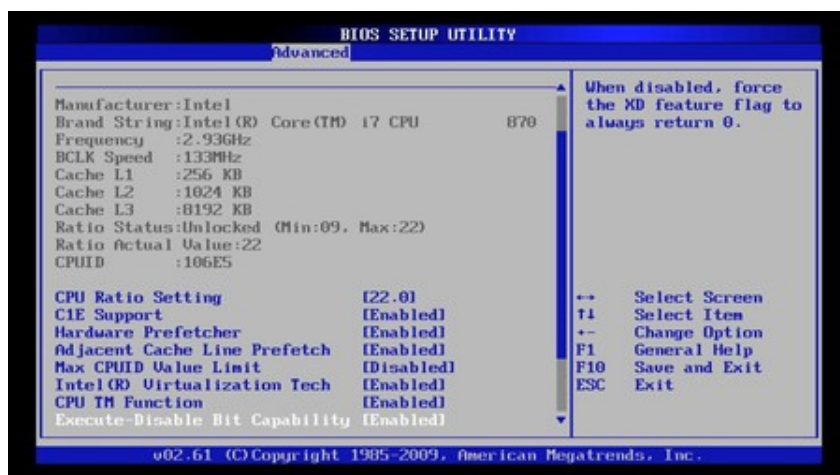 BIOS SETUP UTILITY
Advanced
Manufacturer:Intel
Brand String:Intel(R) Core(TM) i7 CPU 870
Frequency :2.93GHz
BCLK Speed :133MHz
Cache L1 :256 KB
Cache L2 :1024 KB
Cache L3 :8192 KB
Ratio Status:Unlocked (Min:09, Max:22)
Ratio Actual Value:22
CPUID :106E5
CPU Ratio Setting [22.0]
C1E Support [Enabled]
Hardware Prefetcher [Enabled]
Adjacent Cache Line Prefetch [Enabled]
Max CPUID Value Limit [Disabled]
Intel(R) Virtualization Tech [Enabled]
CPU TM Function [Enabled]
Execute-Disable Bit Capability [Enabled]
When disabled, force
the XD feature flag to
always return 0.
↔ Select Screen
↑↓ Select Item
+- Change Option
F1 General Help
F10 Save and Exit
ESC Exit
v02.61 (C)Copyright 1985-2009, American Megatrends, Inc.